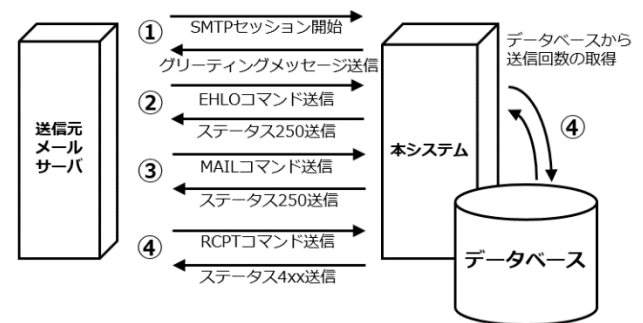 ①
SMTPセッション開始
グリーティングメッセージ送信
②
EHLOコマンド送信
ステータス250送信
③
MAILコマンド送信
ステータス250送信
④
RCPTコマンド送信
ステータス4xx送信
送信元
メール
サーバ
本システム
データベースから
送信回数の取得
④
データベース